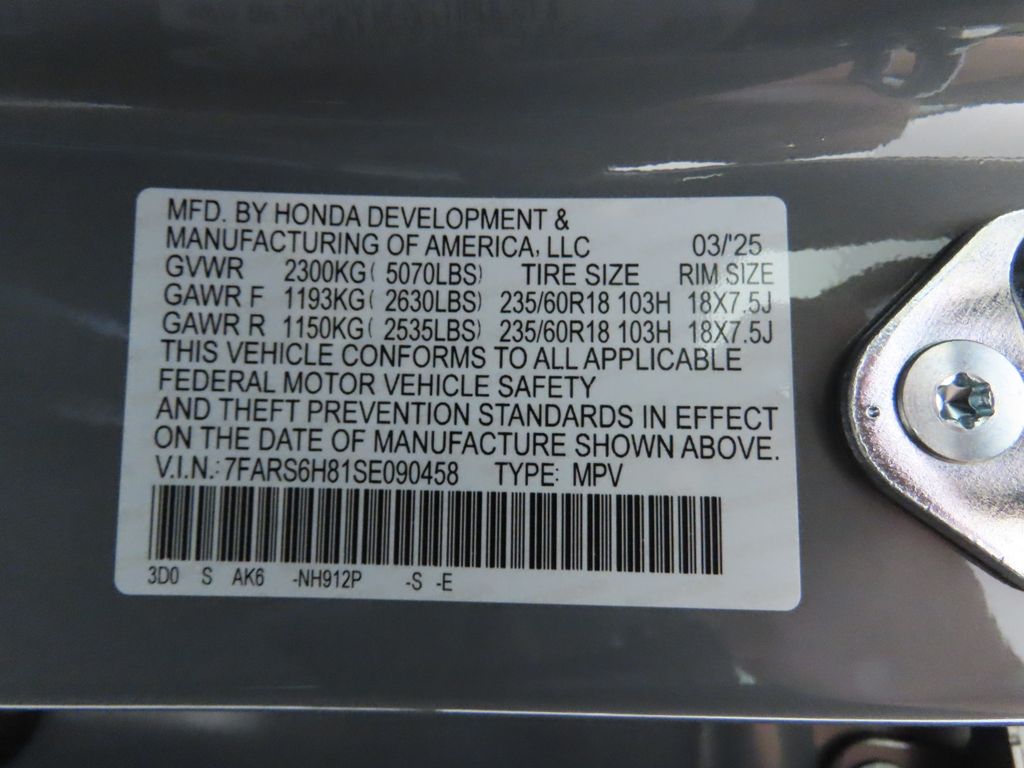 MFD. BY HONDA DEVELOPMENT &
MANUFACTURING OF AMERICA, LLC 03/'25
GVWR 2300KG( 5070LBS) TIRE SIZE RIM SIZE
GAWR F 1193KG( 2630LBS) 235/60R18 103H 18X7.5J
GAWR R 1150KG( 2535LBS) 235/60R18 103H 18X7.5J
THIS VEHICLE CONFORMS TO ALL APPLICABLE
FEDERAL MOTOR VEHICLE SAFETY
AND THEFT PREVENTION STANDARDS IN EFFECT
ON THE DATE OF MANUFACTURE SHOWN ABOVE.
V.I.N.: 7FARS6H81SE090458 TYPE: MPV
3D0 S AK6 -NH912P -S -E